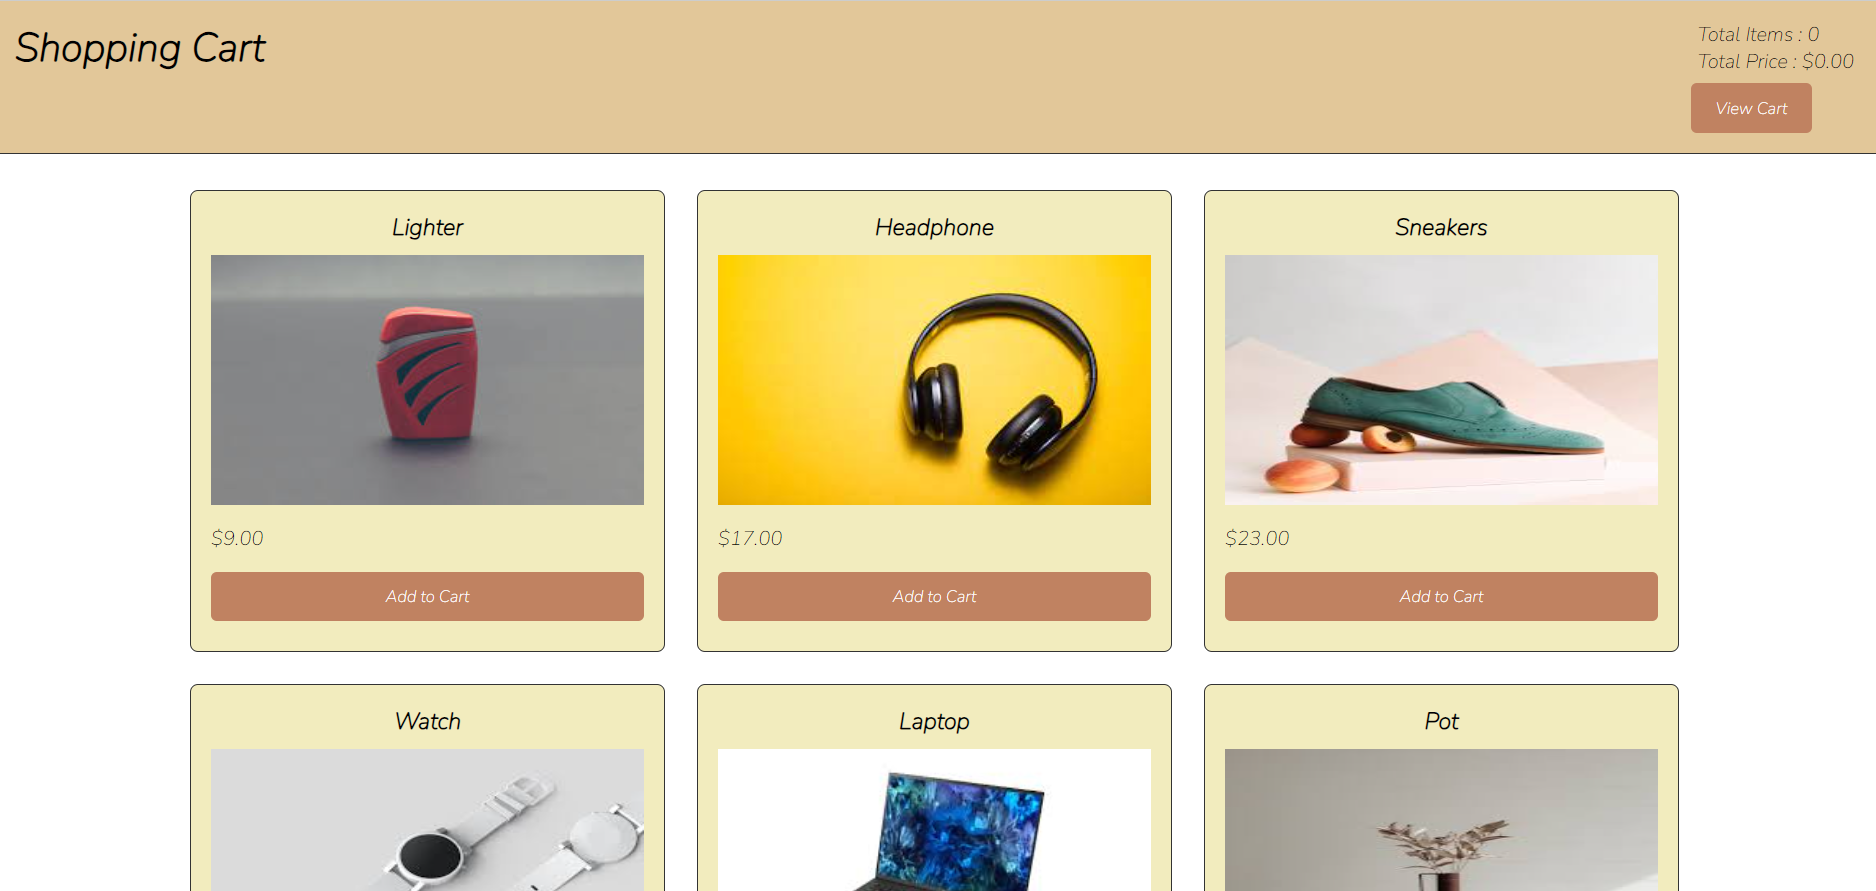 Shopping Cart
Total Items : 0
Total Price : $0.00
View Cart
Lighter
Headphone
Sneakers
$9.00
$17.00
$23.00
Add to Cart
Add to Cart
Add to Cart
Watch
Laptop
Pot